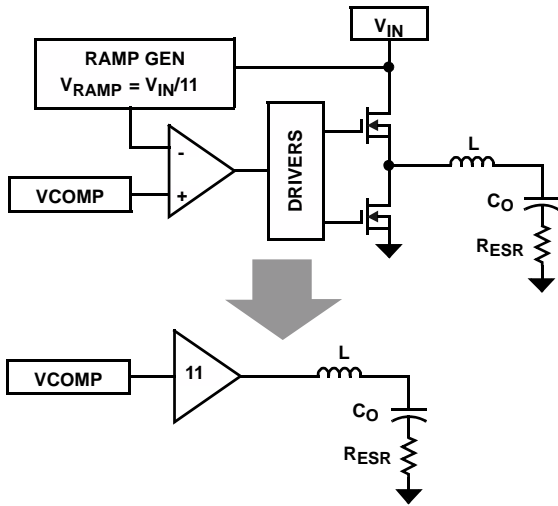 V_IN
RAMP GEN
V_RAMP = V_IN/11
-
+
VCOMP
DRIVERS
L
C_O
R_ESR
VCOMP
11
L
C_O
R_ESR